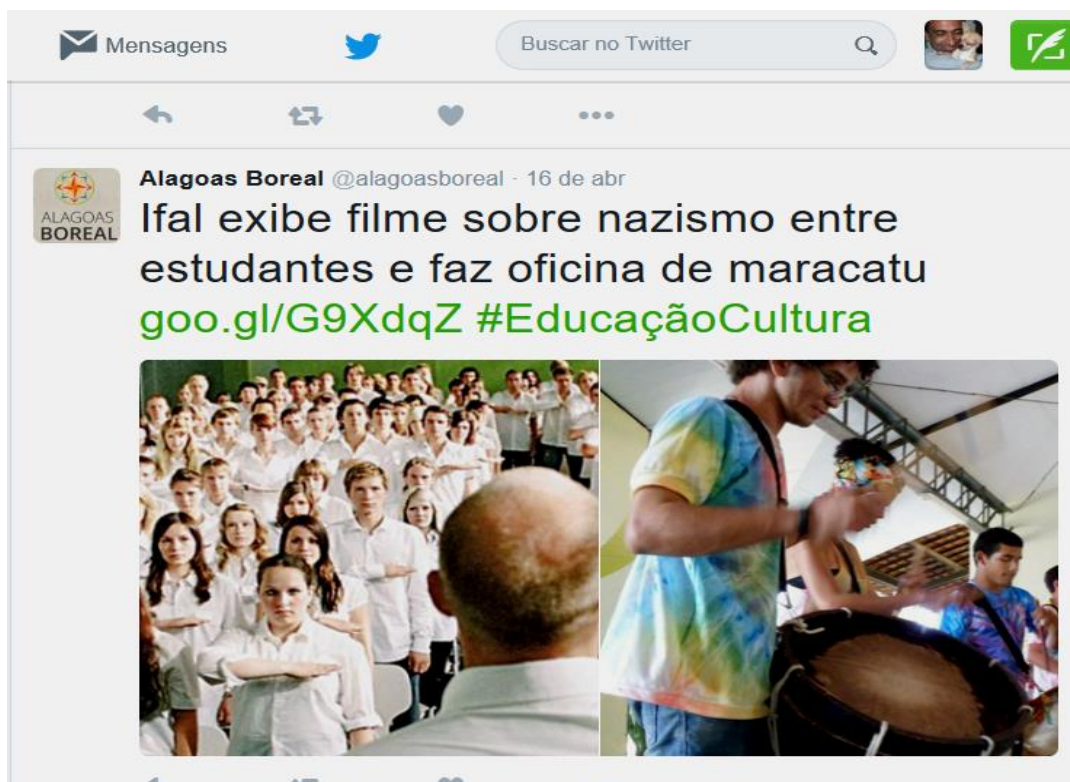 Mensagens
Buscar no Twitter
Alagoas Boreal @alagoasboreal · 16 de abr
ALAGOAS
BOREAL
Ifal exibe filme sobre nazismo entre
estudantes e faz oficina de maracatu
goo.gl/G9XdqZ #EducaçãoCultura